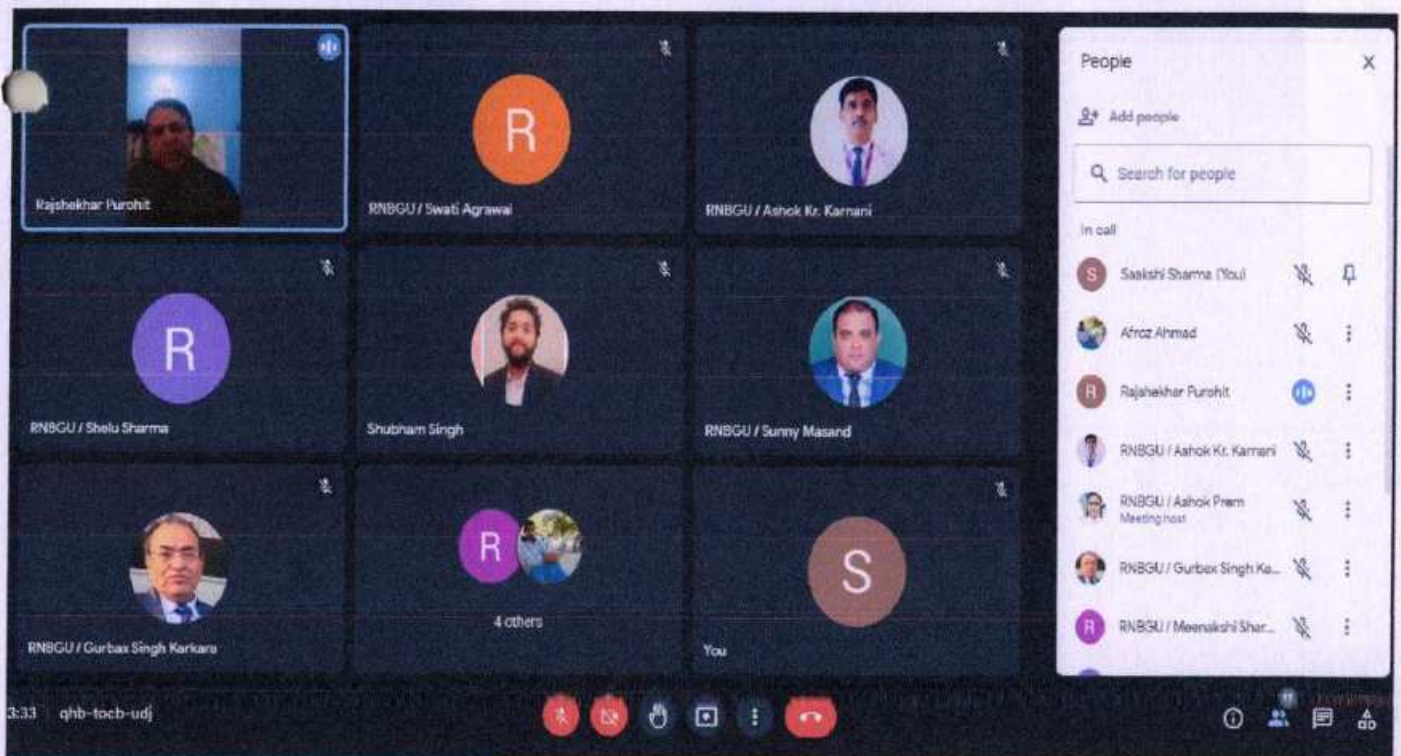 Rajshekhar Purohit
R
RNBGU / Swati Agrawal
RNBGU / Ashok Kr. Karnani
R
RNBGU / Shelu Sharma
Shubham Singh
RNBGU / Sunny Masand
RNBGU / Gurbax Singh Karkara
R
4 others
S
You
3:33 qhb-tocb-udj
People
Add people
Search for people
In call
S Saakshi Sharma (You)
Afroz Ahmad
R Rajshekhar Purohit
RNBGU / Ashok Kr. Karnani
RNBGU / Ashok Prem
Meeting host
RNBGU / Gurbax Singh Ka...
R RNBGU / Meenakshi Shar...